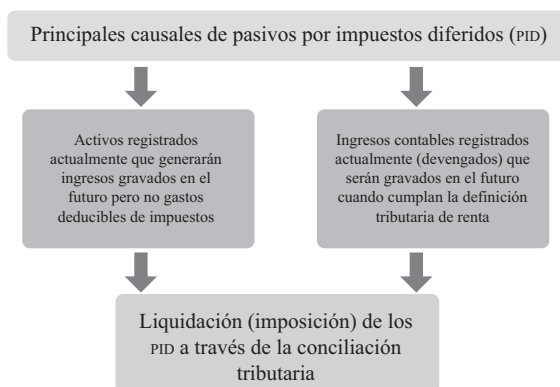 Principales causales de pasivos por impuestos diferidos (PID)
Activos registrados
actualmente que generarán
ingresos gravados en el
futuro pero no gastos
deducibles de impuestos
Ingresos contables registrados
actualmente (devengados) que
serán gravados en el futuro
cuando cumplan la definición
tributaria de renta
Liquidación (imposición) de los
PID a través de la conciliación
tributaria